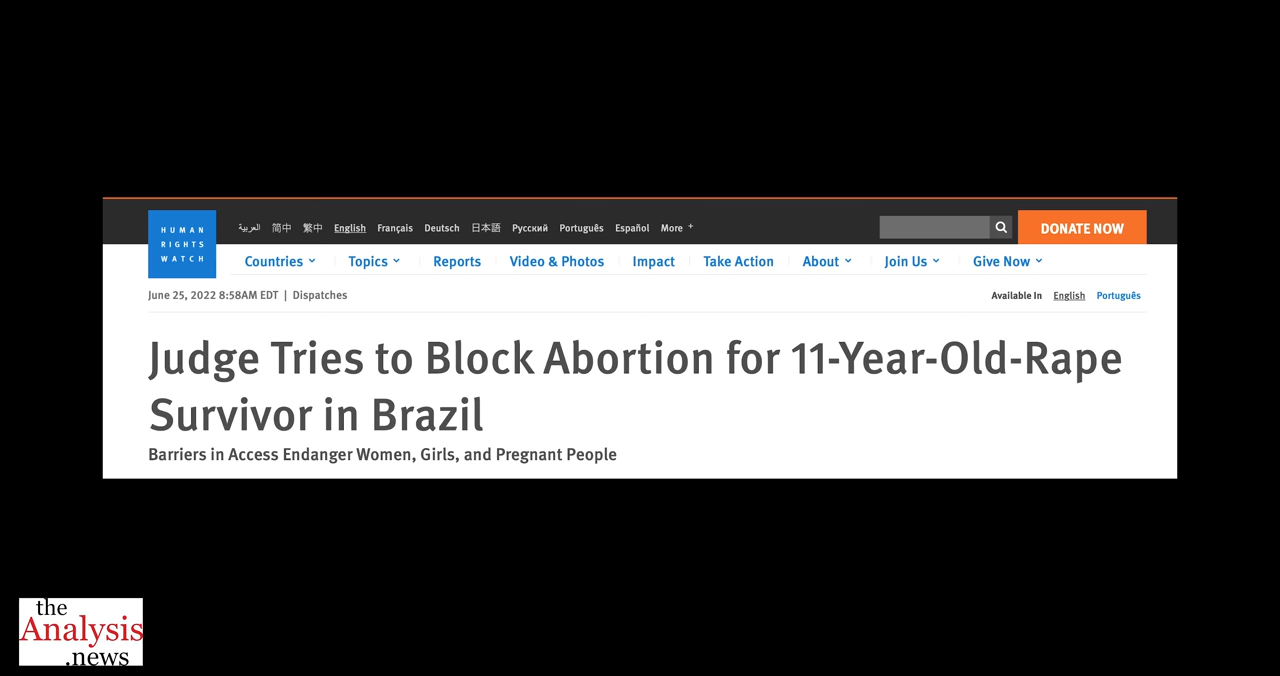 HUMAN
RIGHTS
WATCH
العربية 简中 繁中 English Français Deutsch 日本語 Русский Português Español More +
DONATE NOW
Countries Topics Reports Video & Photos Impact Take Action About Join Us Give Now
June 25, 2022 8:58AM EDT | Dispatches
Available In English Português
Judge Tries to Block Abortion for 11-Year-Old-Rape
Survivor in Brazil
Barriers in Access Endanger Women, Girls, and Pregnant People
the
Analysis
.news